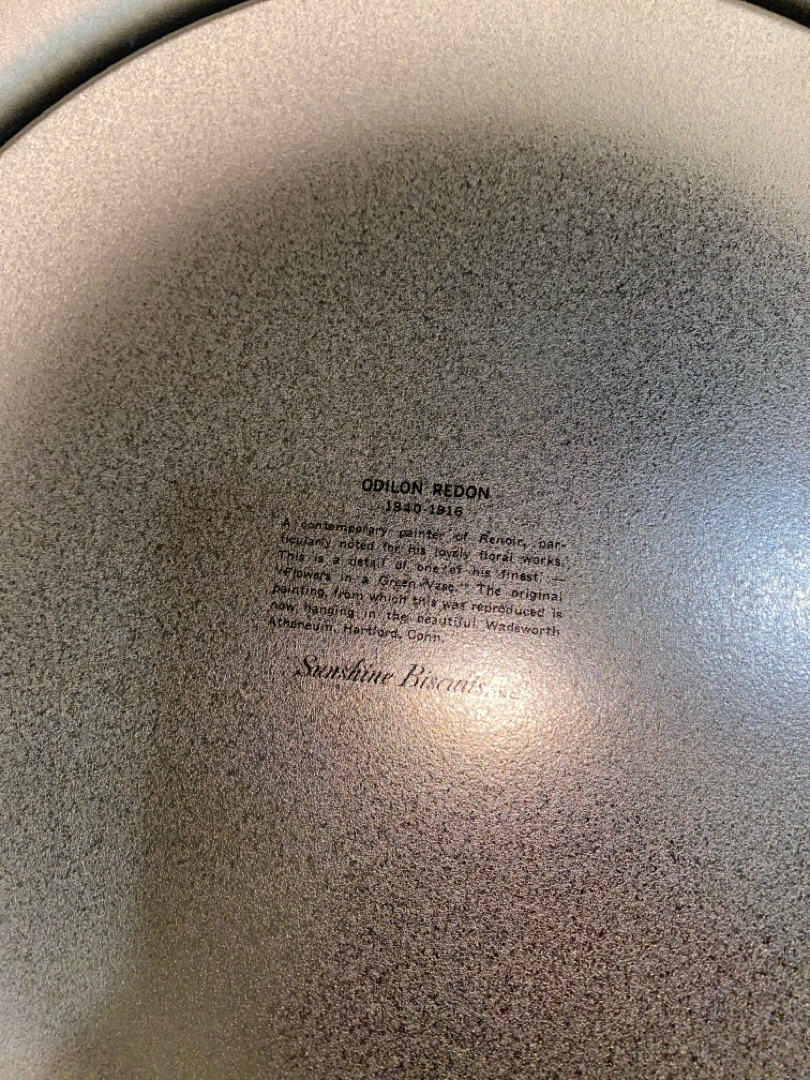 ODILON REDON
1840-1916
A contemporary painter of Renoir, par-
ticularly noted for his lovely floral works.
This is a detail of one of his finest, —
"Flowers in a Green Vase." The original
painting, from which this was reproduced is
now hanging in the beautiful Wadsworth
Atheneum, Hartford, Conn.
Sunshine Biscuits,